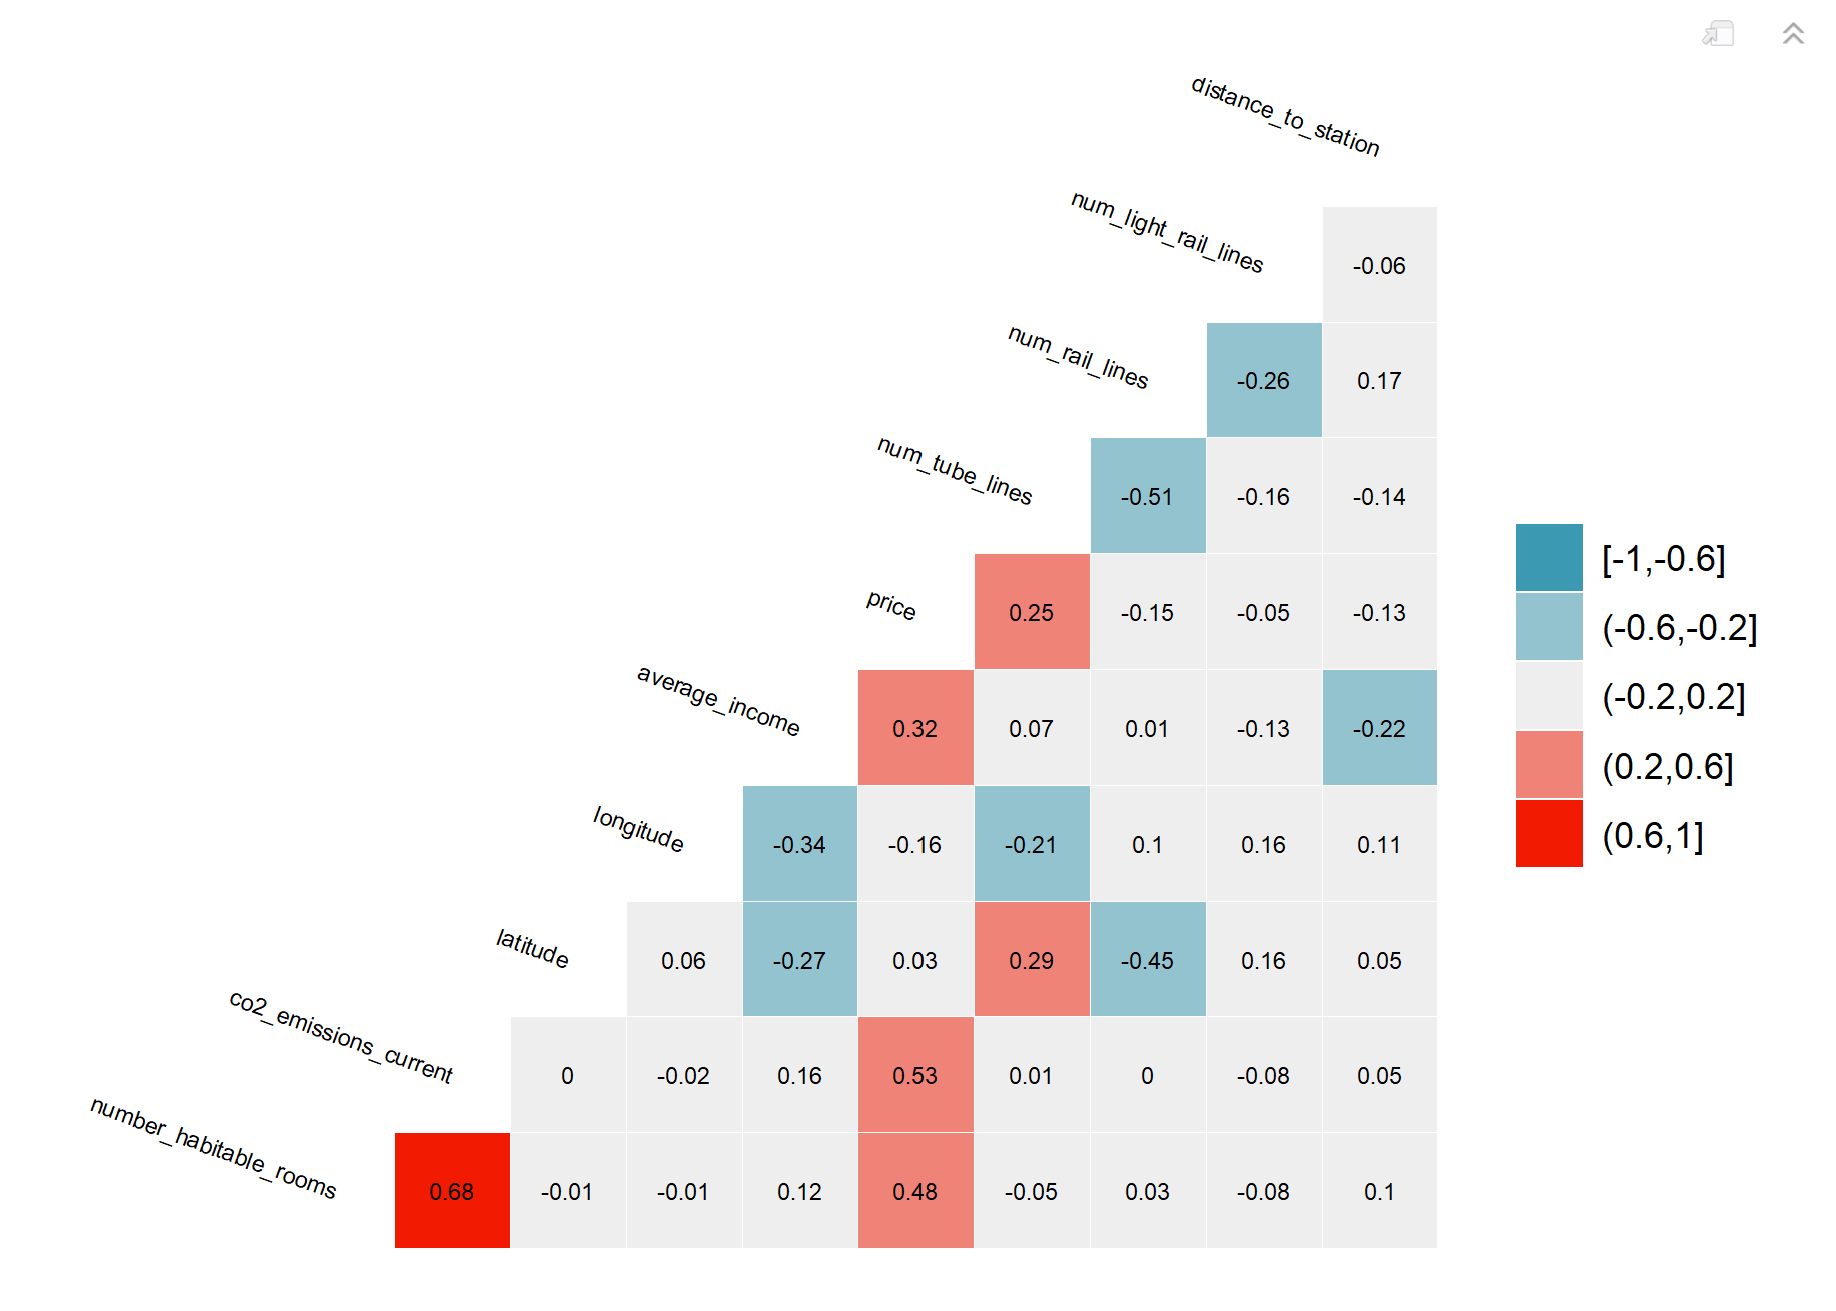 distance_to_station
num_light_rail_lines
-0.06
num_rail_lines
-0.26 0.17
num_tube_lines
-0.51 -0.16 -0.14
price
0.25 -0.15 -0.05 -0.13
average_income
0.32 0.07 0.01 -0.13 -0.22
longitude
-0.34 -0.16 -0.21 0.1 0.16 0.11
latitude
0.06 -0.27 0.03 0.29 -0.45 0.16 0.05
co2_emissions_current
0 -0.02 0.16 0.53 0.01 0 -0.08 0.05
number_habitable_rooms
0.68 -0.01 -0.01 0.12 0.48 -0.05 0.03 -0.08 0.1
[-1,-0.6]
(-0.6,-0.2]
(-0.2,0.2]
(0.2,0.6]
(0.6,1]